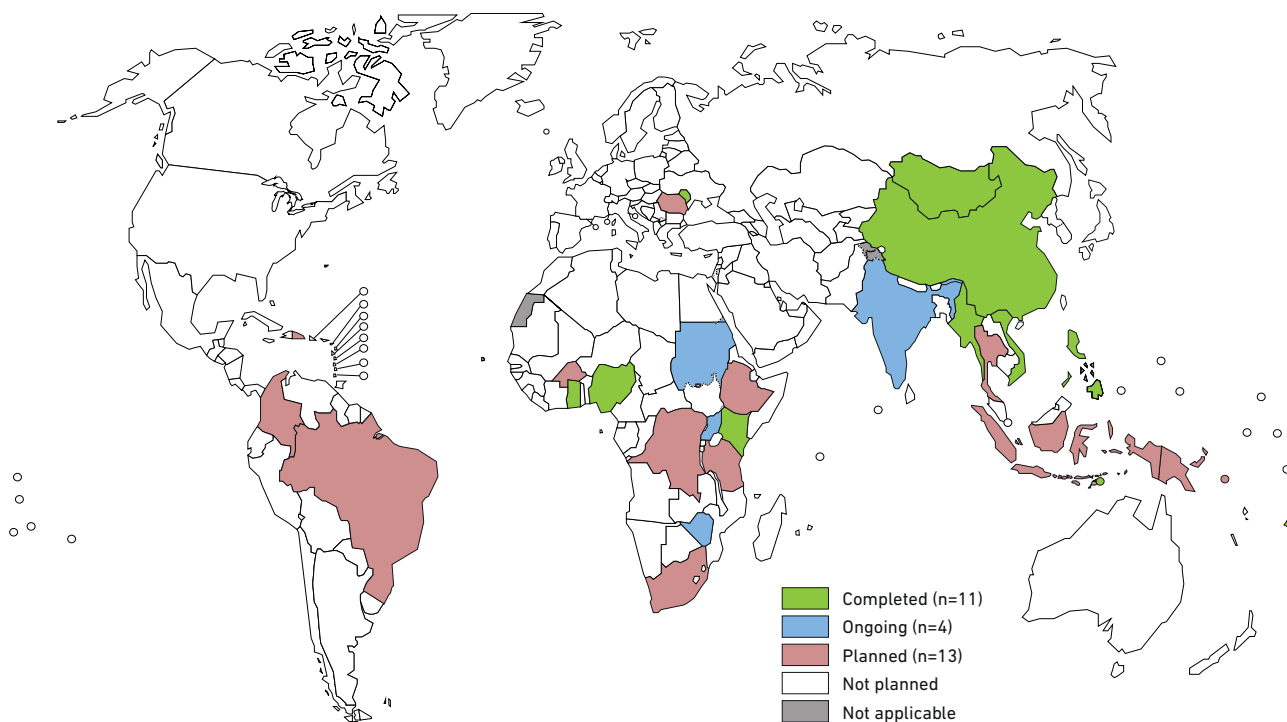 Completed (n=11)
Ongoing (n=4)
Planned (n=13)
Not planned
Not applicable